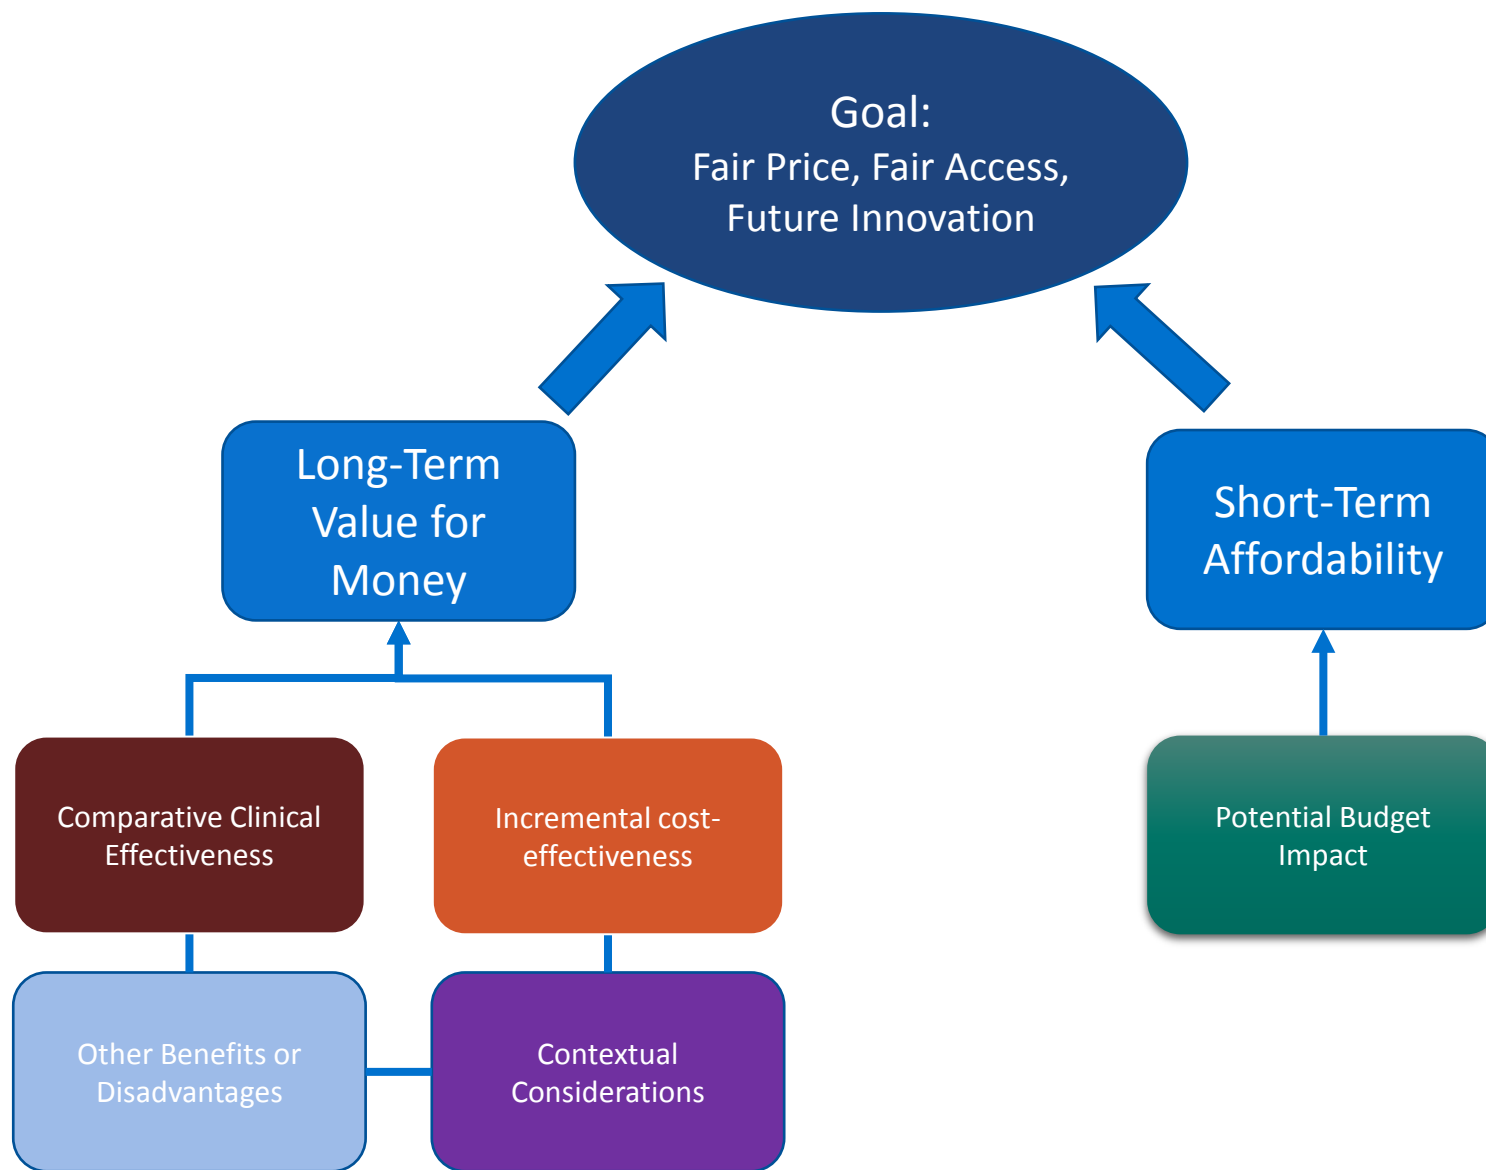 Goal:
Fair Price, Fair Access,
Future Innovation
Long-Term
Value for
Money
Short-Term
Affordability
Comparative Clinical
Effectiveness
Incremental cost-
effectiveness
Potential Budget
Impact
Other Benefits or
Disadvantages
Contextual
Considerations